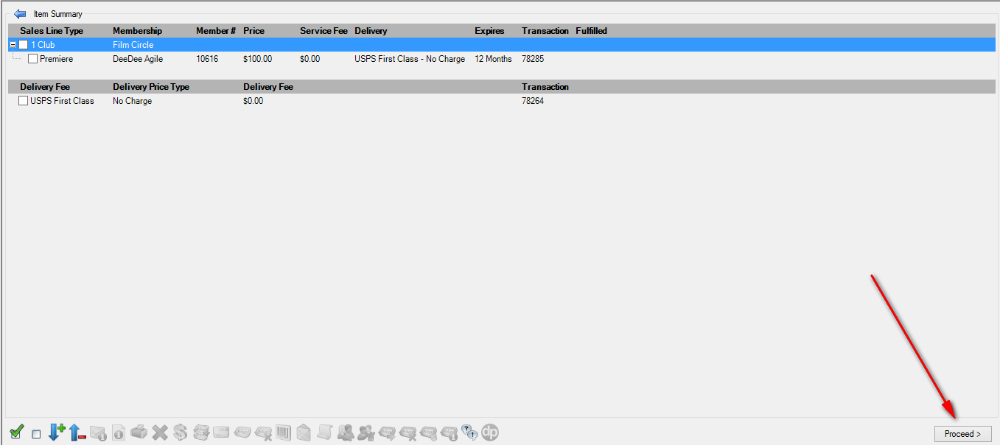 Item Summary
Sales Line Type Membership Member # Price Service Fee Delivery Expires Transaction Fulfilled
1 Club Film Circle
Premiere DeeDee Agile 10616 $100.00 $0.00 USPS First Class - No Charge 12 Months 78285
Delivery Fee Delivery Price Type Delivery Fee Transaction
USPS First Class No Charge $0.00 78264
dp Proceed >